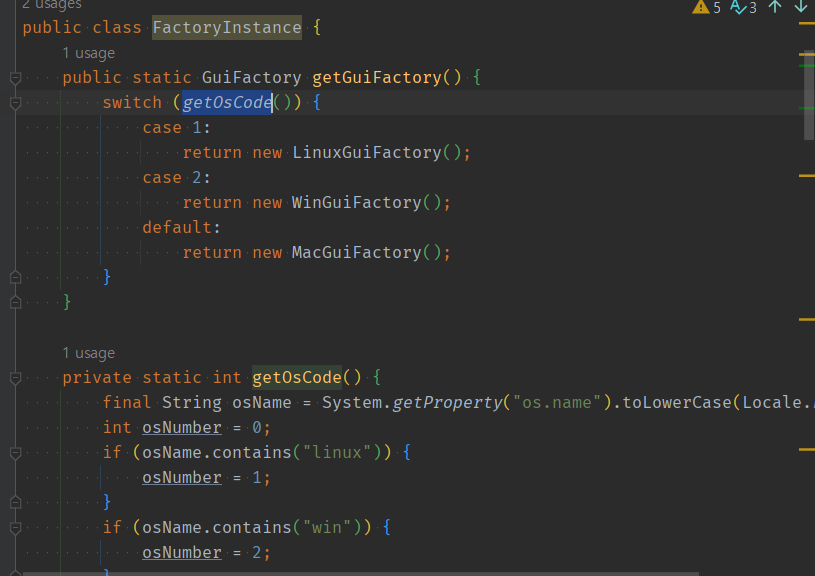 2 usages
5 3
public class FactoryInstance {
1 usage
public static GuiFactory getGuiFactory() {
switch (getOsCode()) {
case 1:
return new LinuxGuiFactory();
case 2:
return new WinGuiFactory();
default:
return new MacGuiFactory();
}
}
1 usage
private static int getOsCode() {
final String osName = System.getProperty("os.name").toLowerCase(Locale.
int osNumber = 0;
if (osName.contains("linux")) {
osNumber = 1;
}
if (osName.contains("win")) {
osNumber = 2;
}